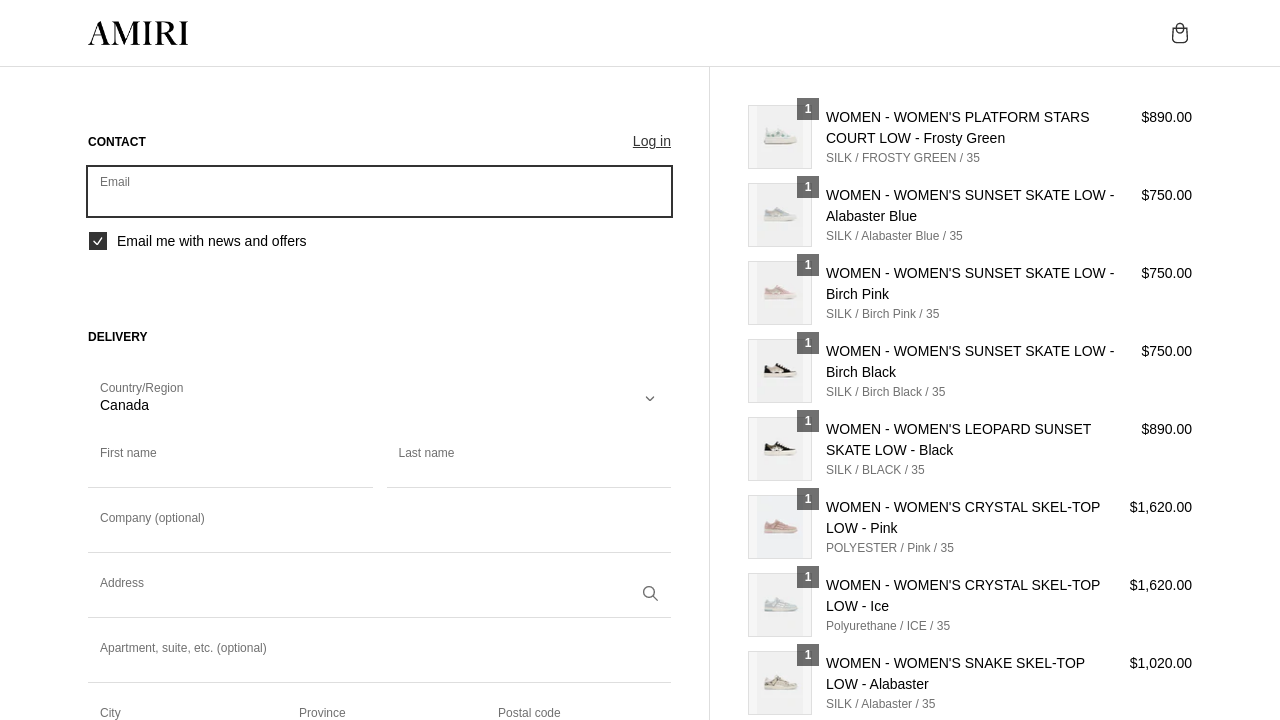 AMIRI
CONTACT
Log in
Email
Email me with news and offers
DELIVERY
Country/Region
Canada
First name
Last name
Company (optional)
Address
Apartment, suite, etc. (optional)
City
Province
Postal code
1
WOMEN - WOMEN'S PLATFORM STARS
COURT LOW - Frosty Green
SILK / FROSTY GREEN / 35
$890.00
1
WOMEN - WOMEN'S SUNSET SKATE LOW -
Alabaster Blue
SILK / Alabaster Blue / 35
$750.00
1
WOMEN - WOMEN'S SUNSET SKATE LOW -
Birch Pink
SILK / Birch Pink / 35
$750.00
1
WOMEN - WOMEN'S SUNSET SKATE LOW -
Birch Black
SILK / Birch Black / 35
$750.00
1
WOMEN - WOMEN'S LEOPARD SUNSET
SKATE LOW - Black
SILK / BLACK / 35
$890.00
1
WOMEN - WOMEN'S CRYSTAL SKEL-TOP
LOW - Pink
POLYESTER / Pink / 35
$1,620.00
1
WOMEN - WOMEN'S CRYSTAL SKEL-TOP
LOW - Ice
Polyurethane / ICE / 35
$1,620.00
1
WOMEN - WOMEN'S SNAKE SKEL-TOP
LOW - Alabaster
SILK / Alabaster / 35
$1,020.00